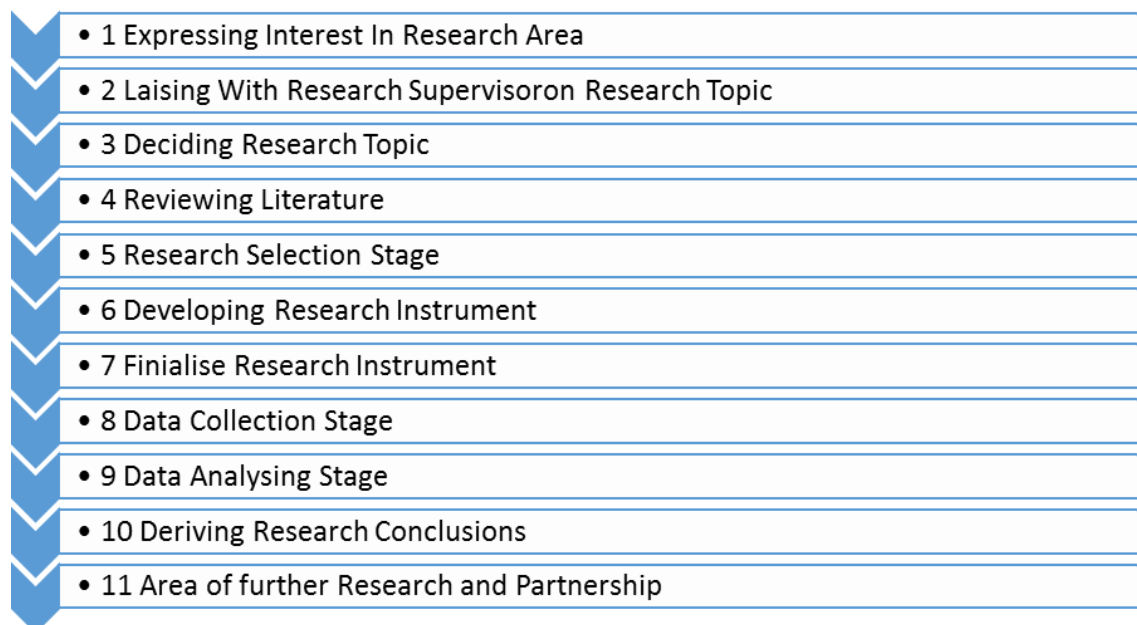 • 1 Expressing Interest In Research Area
• 2 Laising With Research Supervisoron Research Topic
• 3 Deciding Research Topic
• 4 Reviewing Literature
• 5 Research Selection Stage
• 6 Developing Research Instrument
• 7 Finialise Research Instrument
• 8 Data Collection Stage
• 9 Data Analysing Stage
• 10 Deriving Research Conclusions
• 11 Area of further Research and Partnership